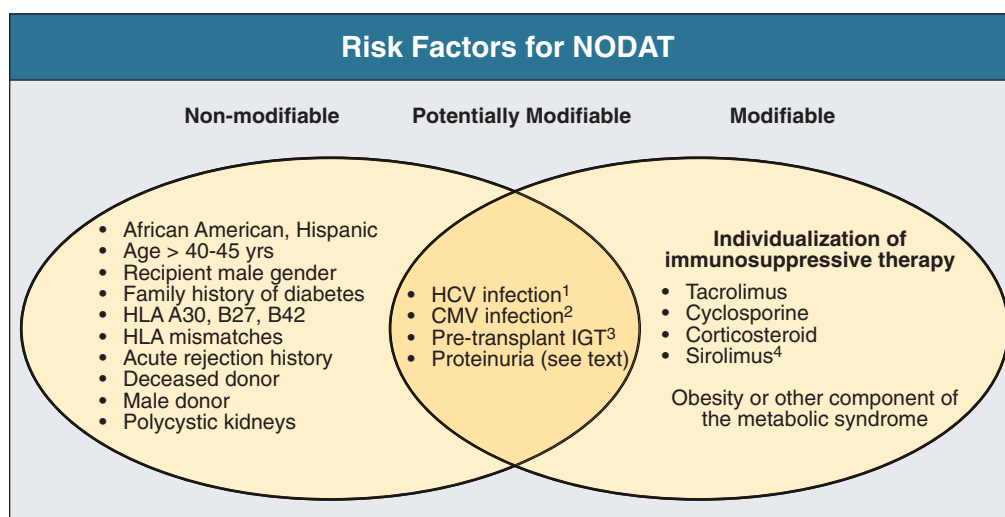 Risk Factors for NODAT
Non-modifiable
Potentially Modifiable
Modifiable
• African American, Hispanic
• Age > 40-45 yrs
• Recipient male gender
• Family history of diabetes
• HLA A30, B27, B42
• HLA mismatches
• Acute rejection history
• Deceased donor
• Male donor
• Polycystic kidneys
• HCV infection¹
• CMV infection²
• Pre-transplant IGT³
• Proteinuria (see text)
Individualization of
immunosuppressive therapy
• Tacrolimus
• Cyclosporine
• Corticosteroid
• Sirolimus⁴
Obesity or other component of
the metabolic syndrome